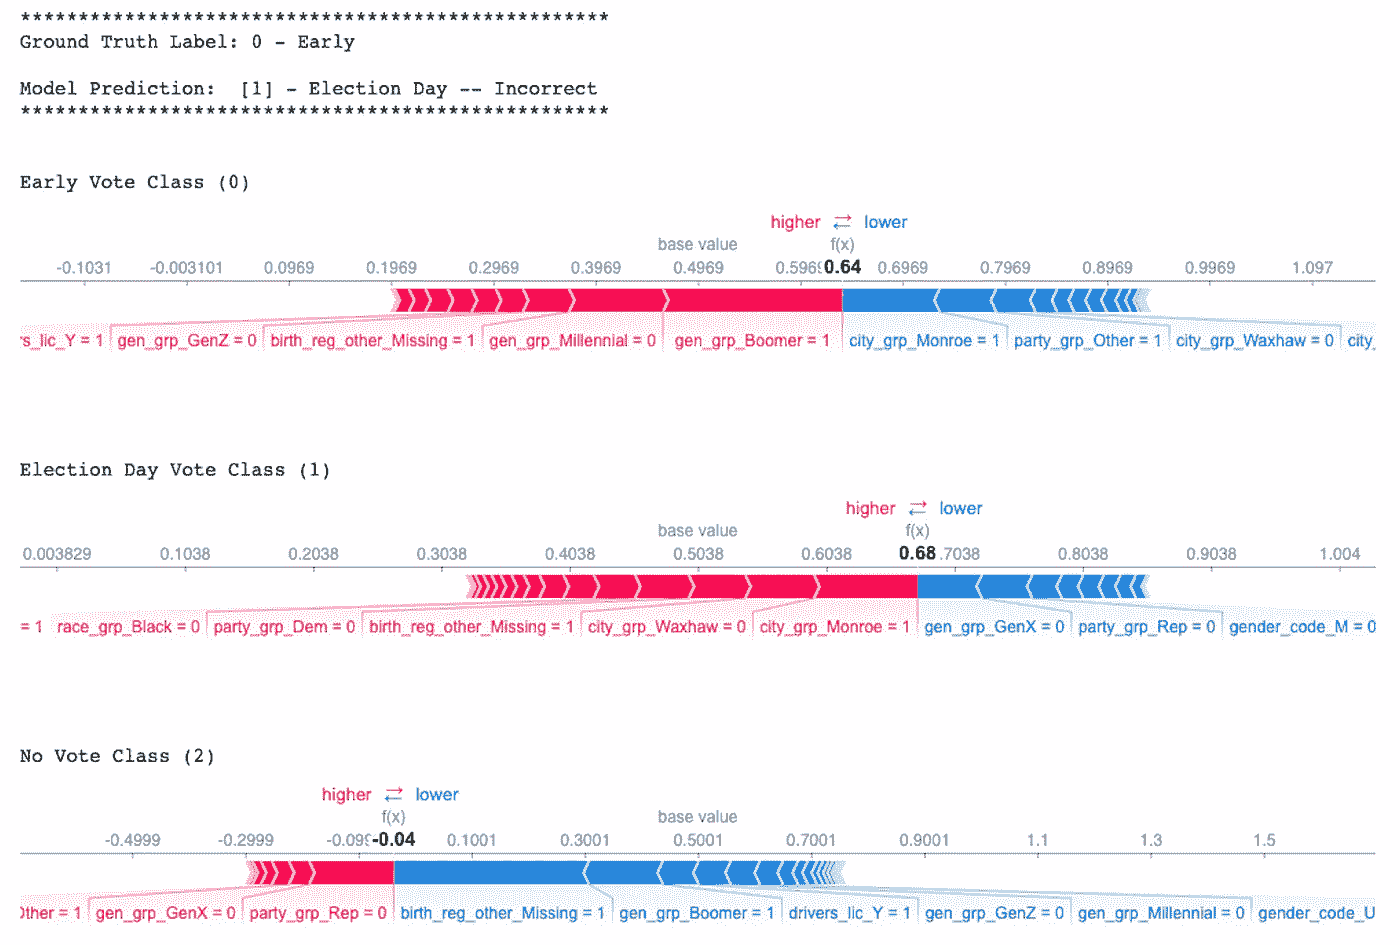 **************************************************
Ground Truth Label: 0 - Early
Model Prediction:  [1] - Election Day -- Incorrect
**************************************************
Early Vote Class (0)
higher ⇄ lower
base value f(x)
-0.1031 -0.003101 0.0969 0.1969 0.2969 0.3969 0.4969 0.5969 0.64 0.6969 0.7969 0.8969 0.9969 1.097
rs_lic_Y = 1 gen_grp_GenZ = 0 birth_reg_other_Missing = 1 gen_grp_Millennial = 0 gen_grp_Boomer = 1 city_grp_Monroe = 1 party_grp_Other = 1 city_grp_Waxhaw = 0 city_
Election Day Vote Class (1)
higher ⇄ lower
base value f(x)
0.003829 0.1038 0.2038 0.3038 0.4038 0.5038 0.6038 0.68 .7038 0.8038 0.9038 1.004
= 1 race_grp_Black = 0 party_grp_Dem = 0 birth_reg_other_Missing = 1 city_grp_Waxhaw = 0 city_grp_Monroe = 1 gen_grp_GenX = 0 party_grp_Rep = 0 gender_code_M = 0
No Vote Class (2)
higher ⇄ lower
f(x) base value
-0.4999 -0.2999 -0.09 -0.04 0.1001 0.3001 0.5001 0.7001 0.9001 1.1 1.3 1.5
Other = 1 gen_grp_GenX = 0 party_grp_Rep = 0 birth_reg_other_Missing = 1 gen_grp_Boomer = 1 drivers_lic_Y = 1 gen_grp_GenZ = 0 gen_grp_Millennial = 0 gender_code_U